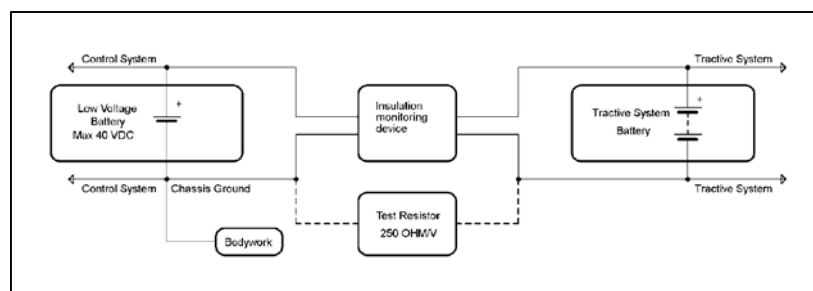 Control System
Tractive System
+
Low Voltage
Battery
Max 40 VDC
Insulation
monitoring
device
+
Tractive System
Battery
Control System
Chassis Ground
Tractive System
Test Resistor
250 OHM/V
Bodywork